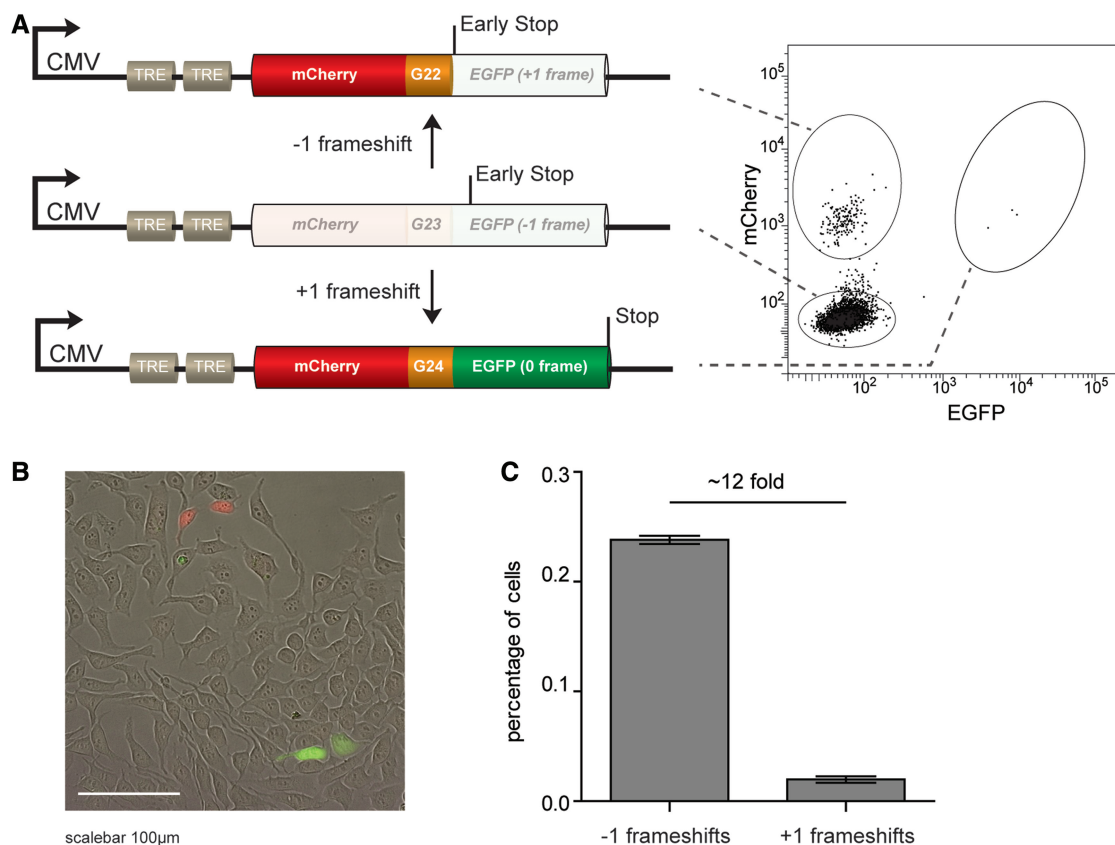 A
Early Stop
CMV
TRE TRE
mCherry
G22
EGFP (+1 frame)
-1 frameshift
Early Stop
CMV
TRE TRE
mCherry
G23
EGFP (-1 frame)
+1 frameshift
Stop
CMV
TRE TRE
mCherry
G24
EGFP (0 frame)
mCherry
10^5
10^4
10^3
10^2
10^2 10^3 10^4 10^5
EGFP
B
scalebar 100µm
C
percentage of cells
0.3
0.2
0.1
0.0
~12 fold
-1 frameshifts
+1 frameshifts